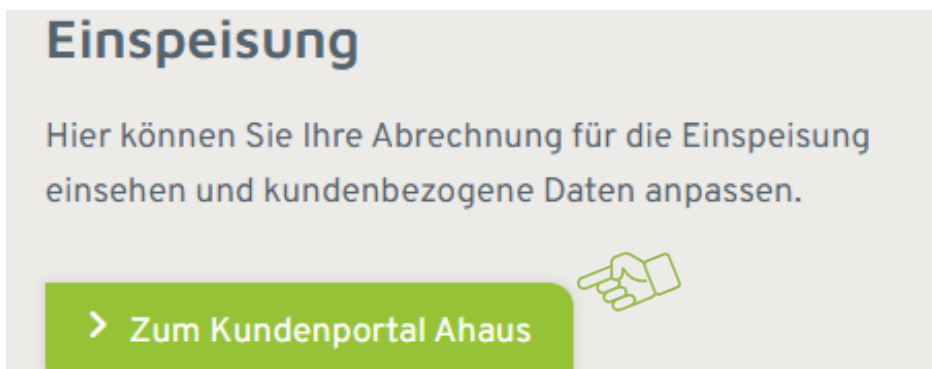 Einspeisung
Hier können Sie Ihre Abrechnung für die Einspeisung
einsehen und kundenbezogene Daten anpassen.
Zum Kundenportal Ahaus